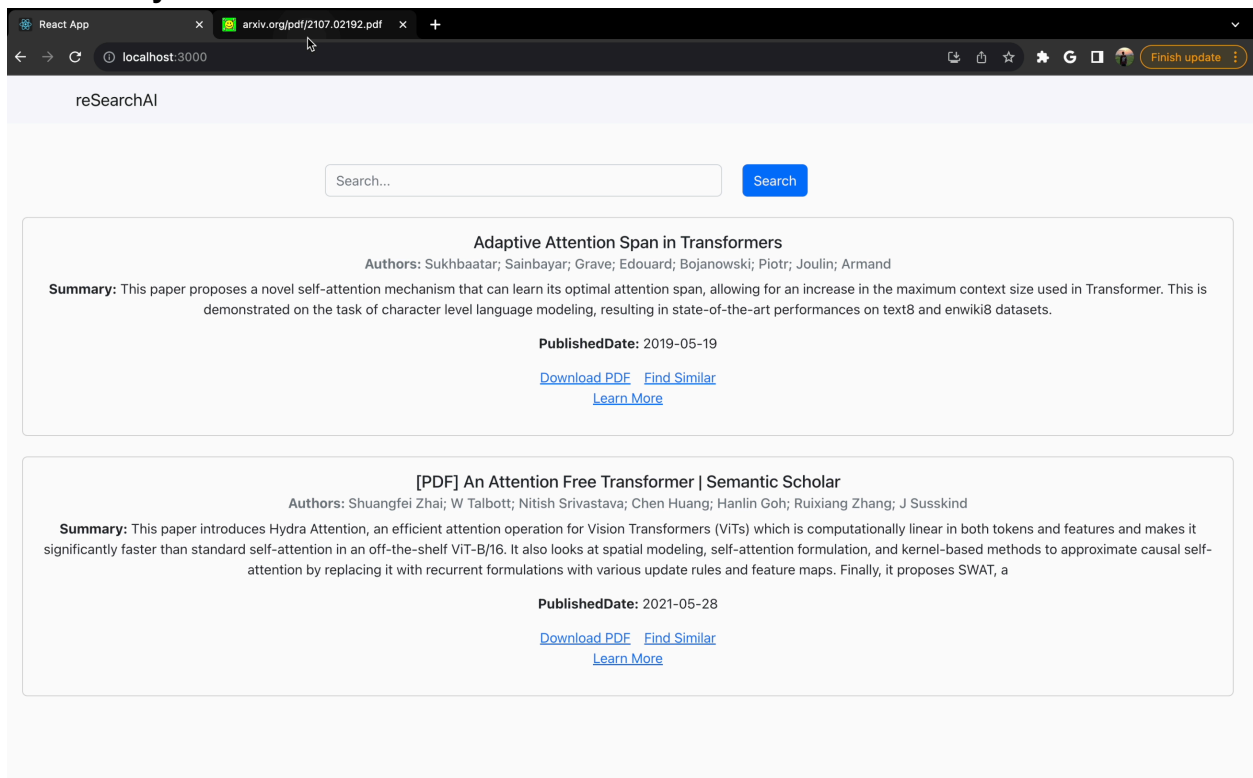 React App
arxiv.org/pdf/2107.02192.pdf
localhost:3000
G
Finish update
reSearchAI
Search...
Search
Adaptive Attention Span in Transformers
Authors: Sukhbaatar; Sainbayar; Grave; Edouard; Bojanowski; Piotr; Joulin; Armand
Summary: This paper proposes a novel self-attention mechanism that can learn its optimal attention span, allowing for an increase in the maximum context size used in Transformer. This is
demonstrated on the task of character level language modeling, resulting in state-of-the-art performances on text8 and enwiki8 datasets.
PublishedDate: 2019-05-19
Download PDF Find Similar
Learn More
[PDF] An Attention Free Transformer | Semantic Scholar
Authors: Shuangfei Zhai; W Talbott; Nitish Srivastava; Chen Huang; Hanlin Goh; Ruixiang Zhang; J Susskind
Summary: This paper introduces Hydra Attention, an efficient attention operation for Vision Transformers (ViTs) which is computationally linear in both tokens and features and makes it
significantly faster than standard self-attention in an off-the-shelf ViT-B/16. It also looks at spatial modeling, self-attention formulation, and kernel-based methods to approximate causal self-
attention by replacing it with recurrent formulations with various update rules and feature maps. Finally, it proposes SWAT, a
PublishedDate: 2021-05-28
Download PDF Find Similar
Learn More